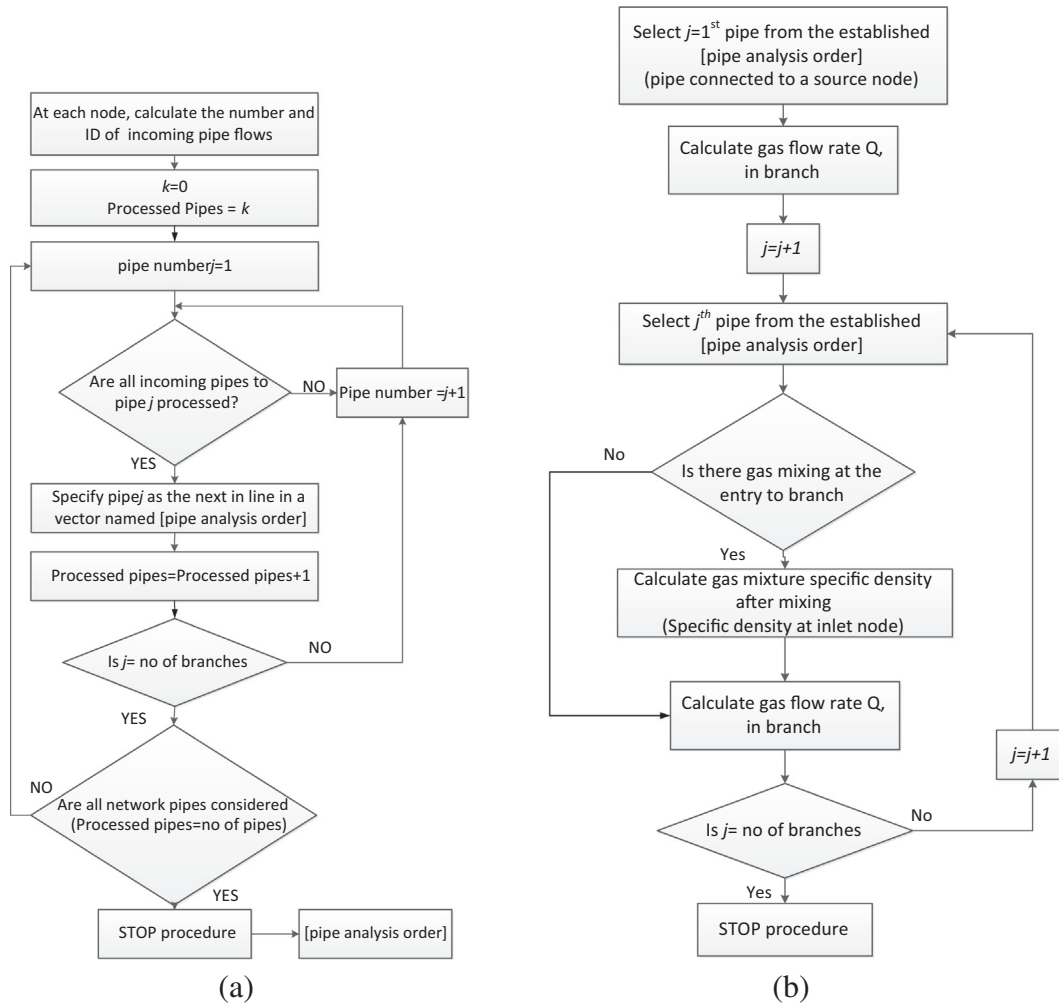 At each node, calculate the number and
ID of incoming pipe flows
k=0
Processed Pipes = k
pipe numberj=1
Are all incoming pipes to
pipe j processed?
NO
Pipe number =j+1
YES
Specify pipej as the next in line in a
vector named [pipe analysis order]
Processed pipes=Processed pipes+1
Is j= no of branches
NO
YES
NO
Are all network pipes considered
(Processed pipes=no of pipes)
YES
STOP procedure
[pipe analysis order]
(a)
Select j=1st pipe from the established
[pipe analysis order]
(pipe connected to a source node)
Calculate gas flow rate Q,
in branch
j=j+1
Select jth pipe from the established
[pipe analysis order]
No
Is there gas mixing at the
entry to branch
Yes
Calculate gas mixture specific density
after mixing
(Specific density at inlet node)
Calculate gas flow rate Q,
in branch
j=j+1
Is j= no of branches
No
Yes
STOP procedure
(b)